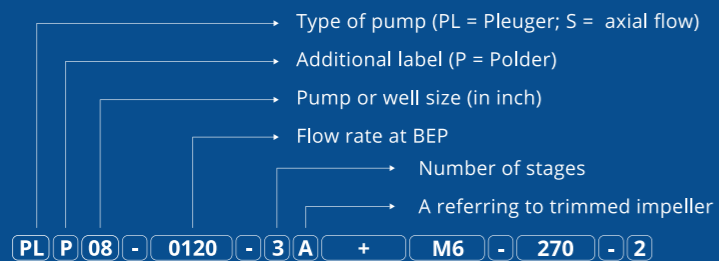 Type of pump (PL = Pleuger; S = axial flow)
Additional label (P = Polder)
Pump or well size (in inch)
Flow rate at BEP
Number of stages
A referring to trimmed impeller
PL P 08 - 0120 - 3 A + M6 - 270 - 2